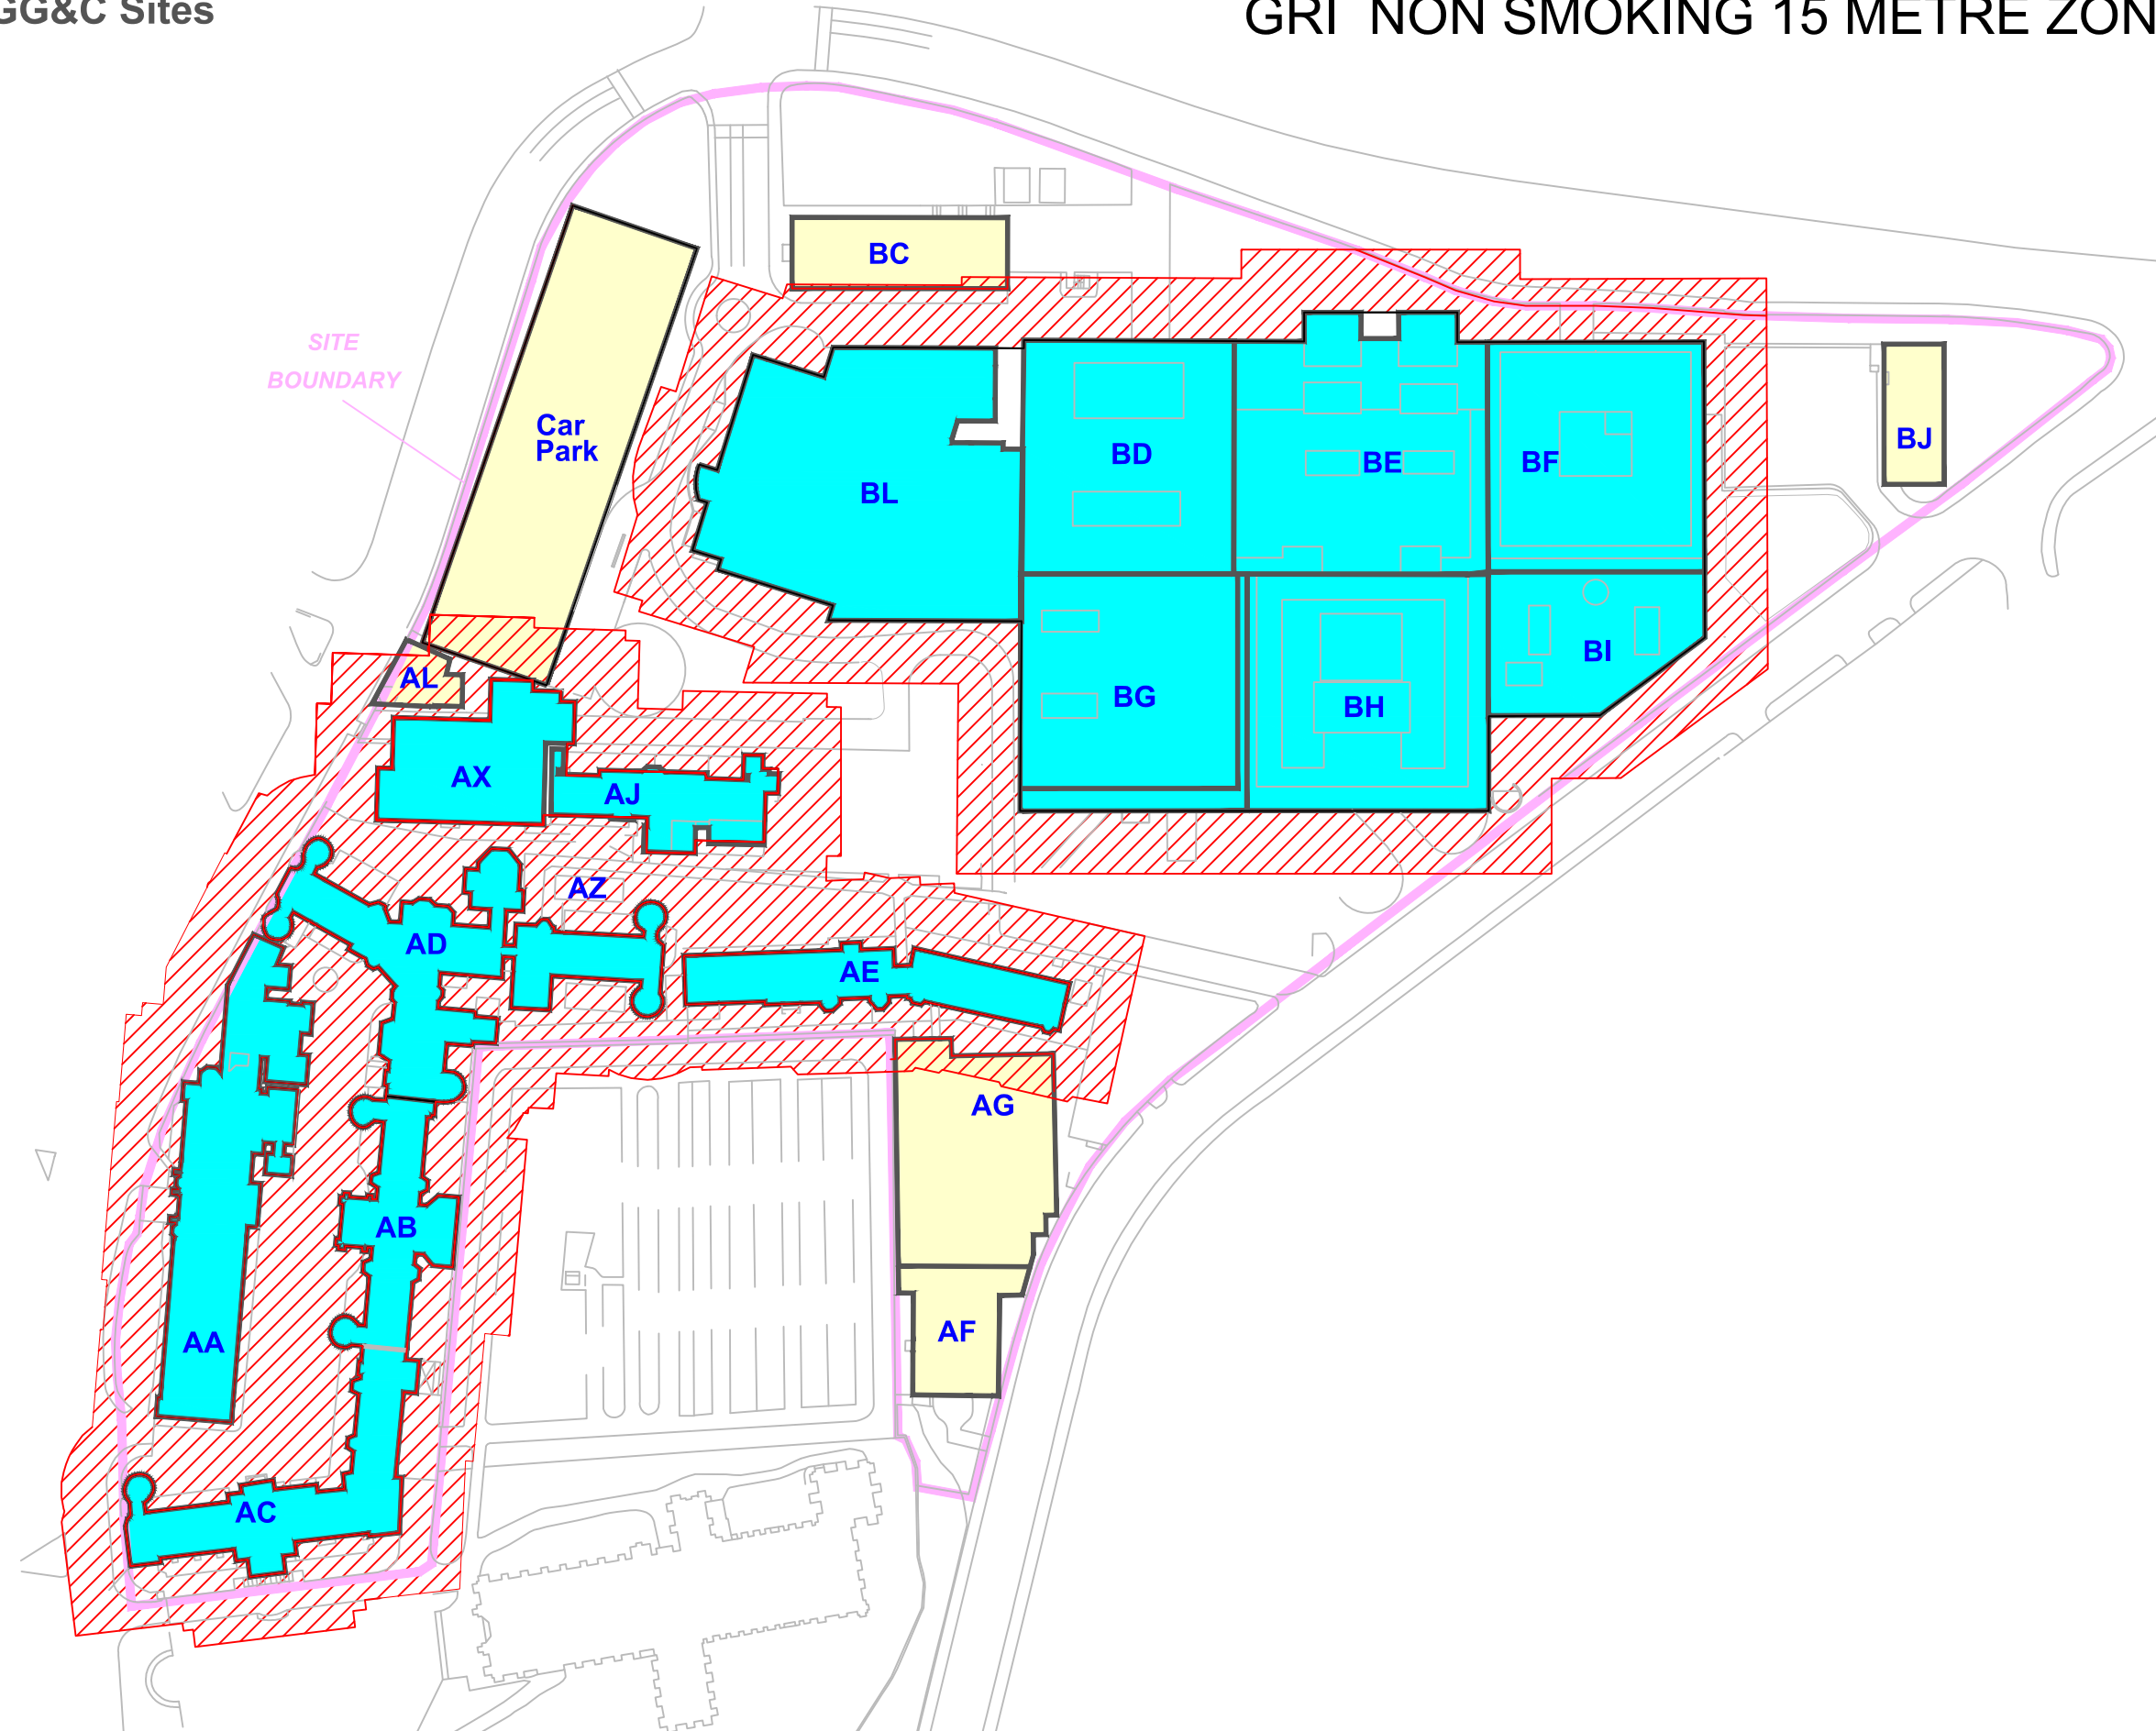 GG&C Sites
GRI NON SMOKING 15 METRE ZON
SITE
BOUNDARY
BC
Car
Park
BL
BD
BE
BF
BJ
AL
BG
BH
BI
AX
AJ
AZ
AD
AE
AG
AB
AA
AF
AC